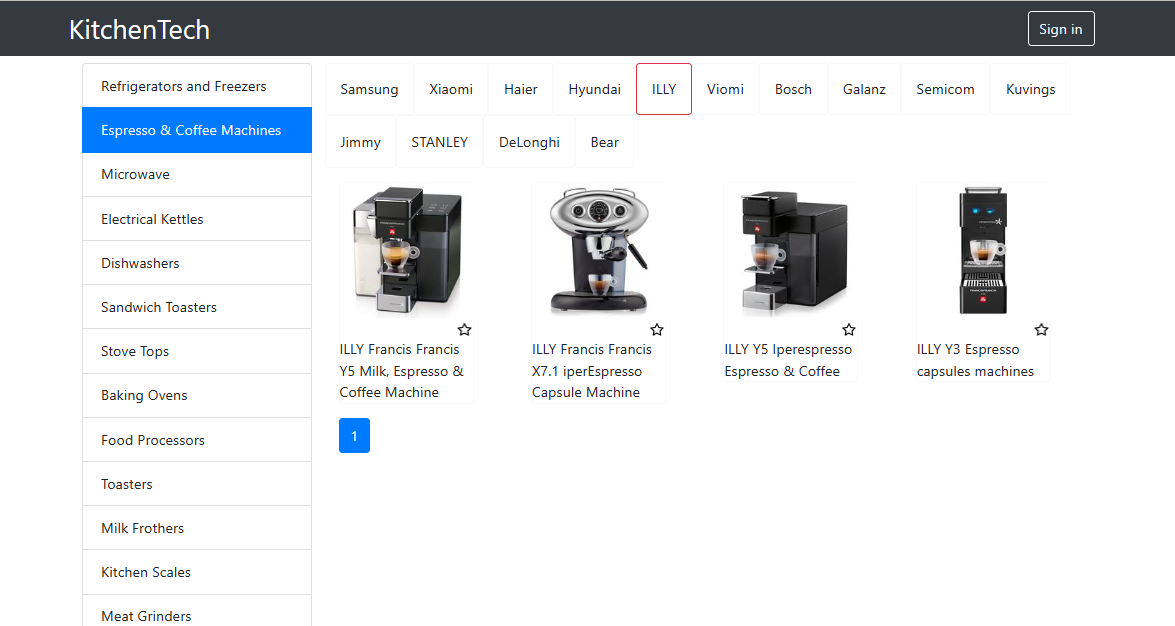 KitchenTech
Sign in
Refrigerators and Freezers
Espresso & Coffee Machines
Microwave
Electrical Kettles
Dishwashers
Sandwich Toasters
Stove Tops
Baking Ovens
Food Processors
Toasters
Milk Frothers
Kitchen Scales
Meat Grinders
Samsung Xiaomi Haier Hyundai ILLY Viomi Bosch Galanz Semicom Kuvings
Jimmy STANLEY DeLonghi Bear
ILLY Francis Francis
Y5 Milk, Espresso &
Coffee Machine
ILLY Francis Francis
X7.1 iperEspresso
Capsule Machine
ILLY Y5 Iperespresso
Espresso & Coffee
ILLY Y3 Espresso
capsules machines
1